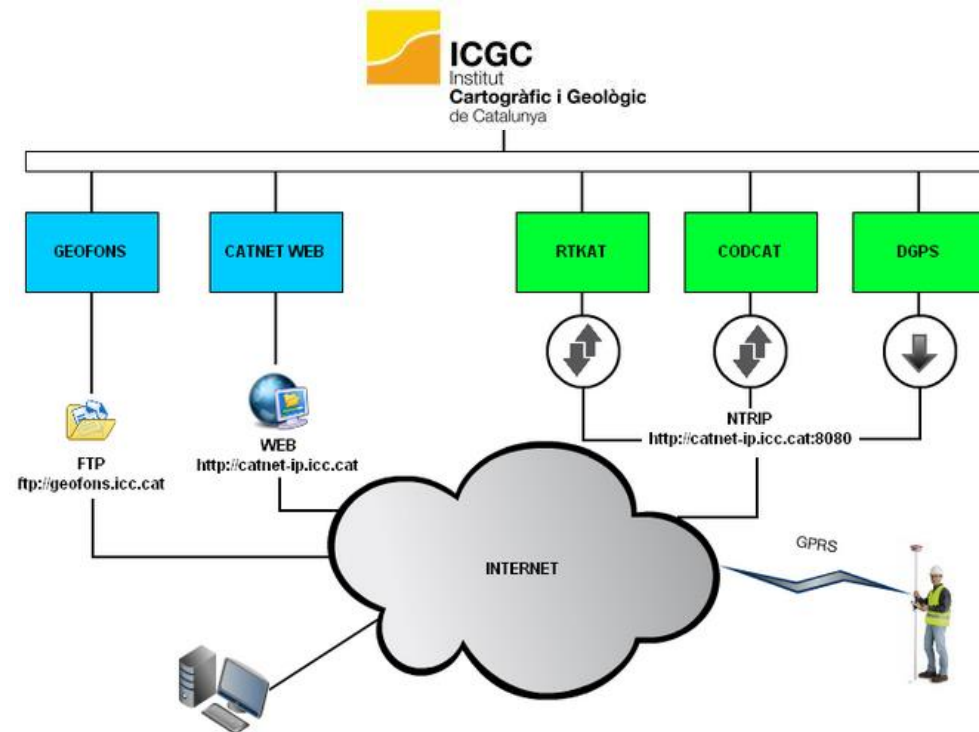 ICGC
Institut
Cartogràfic i Geològic
de Catalunya
GEOFONS
CATNET WEB
RTKAT
CODCAT
DGPS
FTP
ftp://geofons.icc.cat
WEB
http://catnet-ip.icc.cat
NTRIP
http://catnet-ip.icc.cat:8080
INTERNET
GPRS